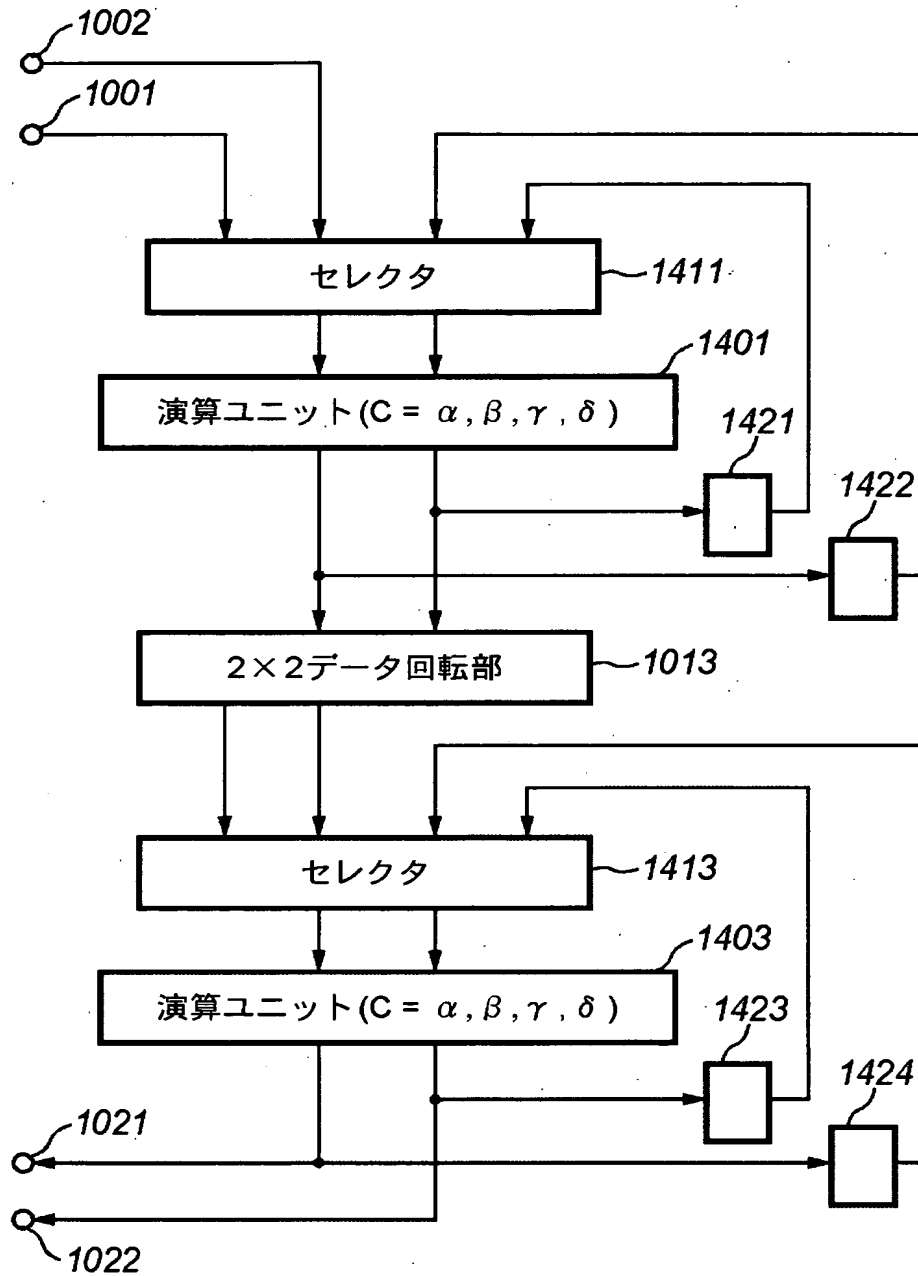 1002
1001
セレクタ
1411
1401
演算ユニット(C = α, β, γ, δ)
1421
1422
2×2データ回転部
1013
セレクタ
1413
1403
演算ユニット(C = α, β, γ, δ)
1423
1424
1021
1022